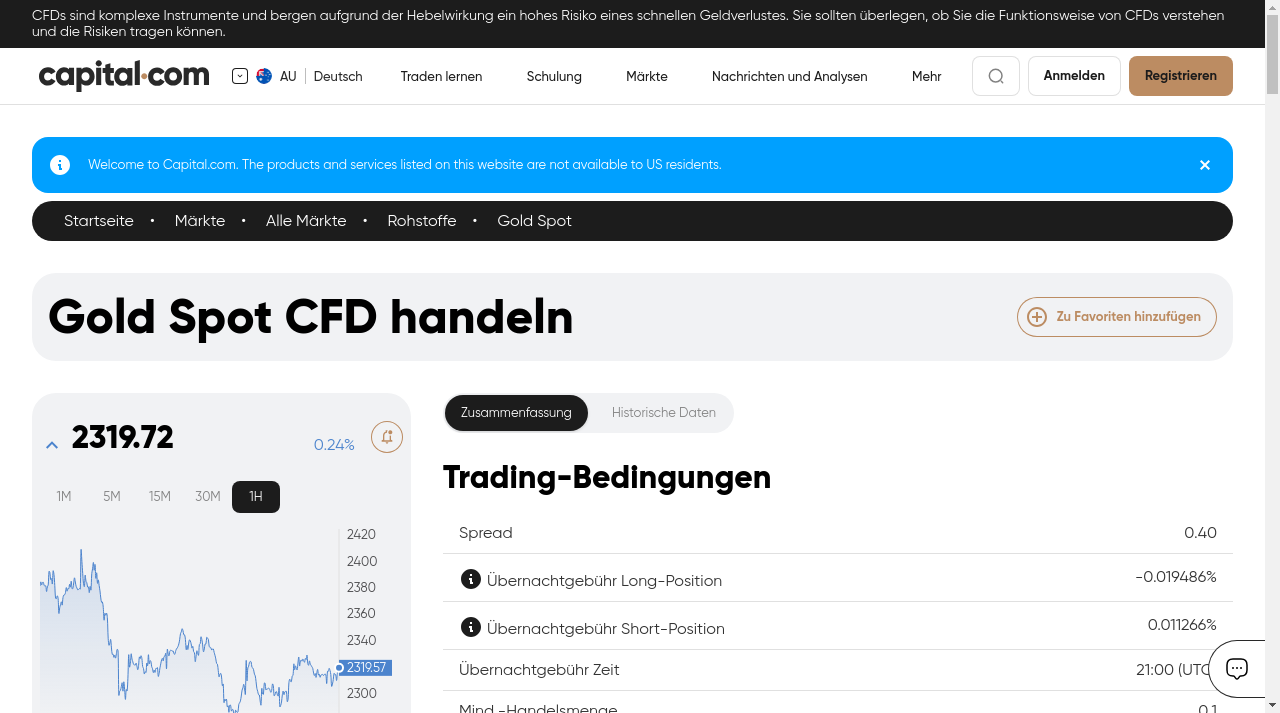 CFDs sind komplexe Instrumente und bergen aufgrund der Hebelwirkung ein hohes Risiko eines schnellen Geldverlustes. Sie sollten überlegen, ob Sie die Funktionsweise von CFDs verstehen
und die Risiken tragen können.
capital.com
AU Deutsch Traden lernen Schulung Märkte Nachrichten und Analysen Mehr Anmelden Registrieren
Welcome to Capital.com. The products and services listed on this website are not available to US residents.
Startseite • Märkte • Alle Märkte • Rohstoffe • Gold Spot
Gold Spot CFD handeln
Zu Favoriten hinzufügen
2319.72
0.24%
1M 5M 15M 30M 1H
2420
2400
2380
2360
2340
2319.57
2300
Zusammenfassung Historische Daten
Trading-Bedingungen
Spread 0.40
Übernachtgebühr Long-Position -0.019486%
Übernachtgebühr Short-Position 0.011266%
Übernachtgebühr Zeit 21:00 (UTC
Mind.-Handelsmenge 0.1